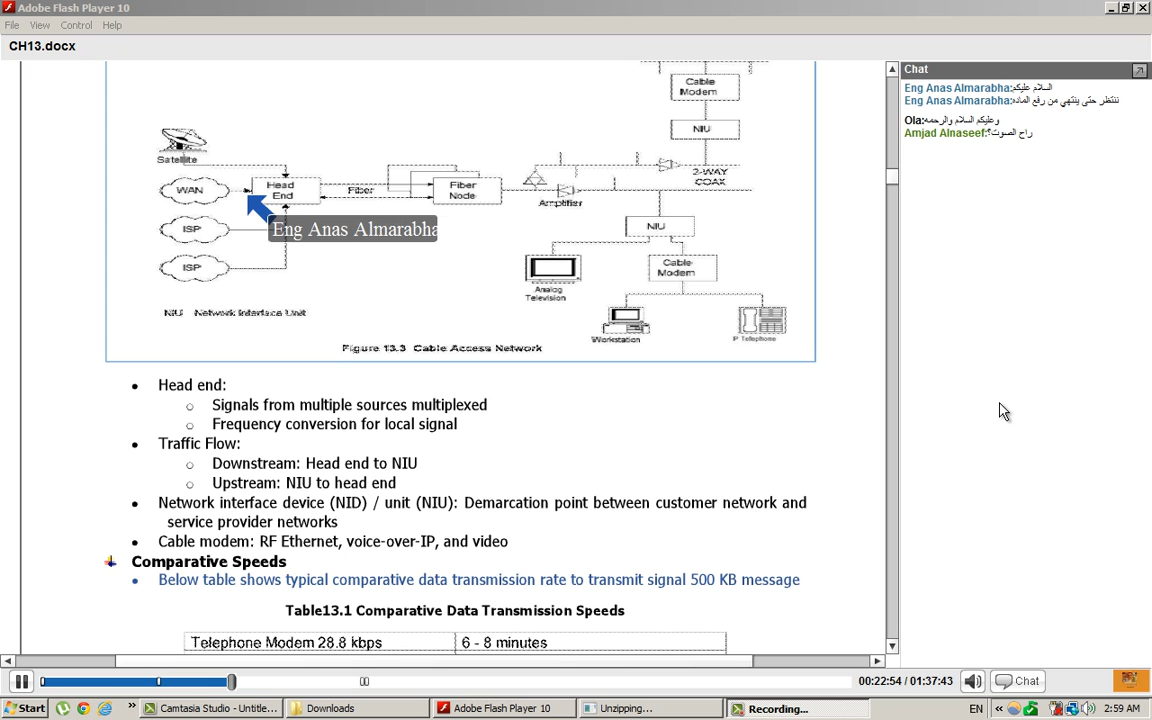 Adobe Flash Player 10
File View Control Help
CH13.docx
Cable
Modem
NIU
Satellite
WAN
Head
End
Fiber
Fiber
Node
2-WAY
COAX
Amplifier
Eng Anas Almarabha
ISP
NIU
ISP
Cable
Modem
Analog
Television
NIU Network Interface Unit
Workstation
IP Telephone
Figure 13.3 Cable Access Network
• Head end:
o Signals from multiple sources multiplexed
o Frequency conversion for local signal
• Traffic Flow:
o Downstream: Head end to NIU
o Upstream: NIU to head end
• Network interface device (NID) / unit (NIU): Demarcation point between customer network and
service provider networks
• Cable modem: RF Ethernet, voice-over-IP, and video
Comparative Speeds
• Below table shows typical comparative data transmission rate to transmit signal 500 KB message
Table13.1 Comparative Data Transmission Speeds
Telephone Modem 28.8 kbps 6 - 8 minutes
Chat
Eng Anas Almarabha: السلام عليكم
Eng Anas Almarabha: ننتظر حتى ينتهي من رفع الماده
Ola: وعليكم السلام والرحمه
Amjad Alnaseef: راح الصوت؟
00:22:54 / 01:37:43
Chat
Start
Camtasia Studio - Untitle...
Downloads
Adobe Flash Player 10
Unzipping....
Recording...
EN
2:59 AM